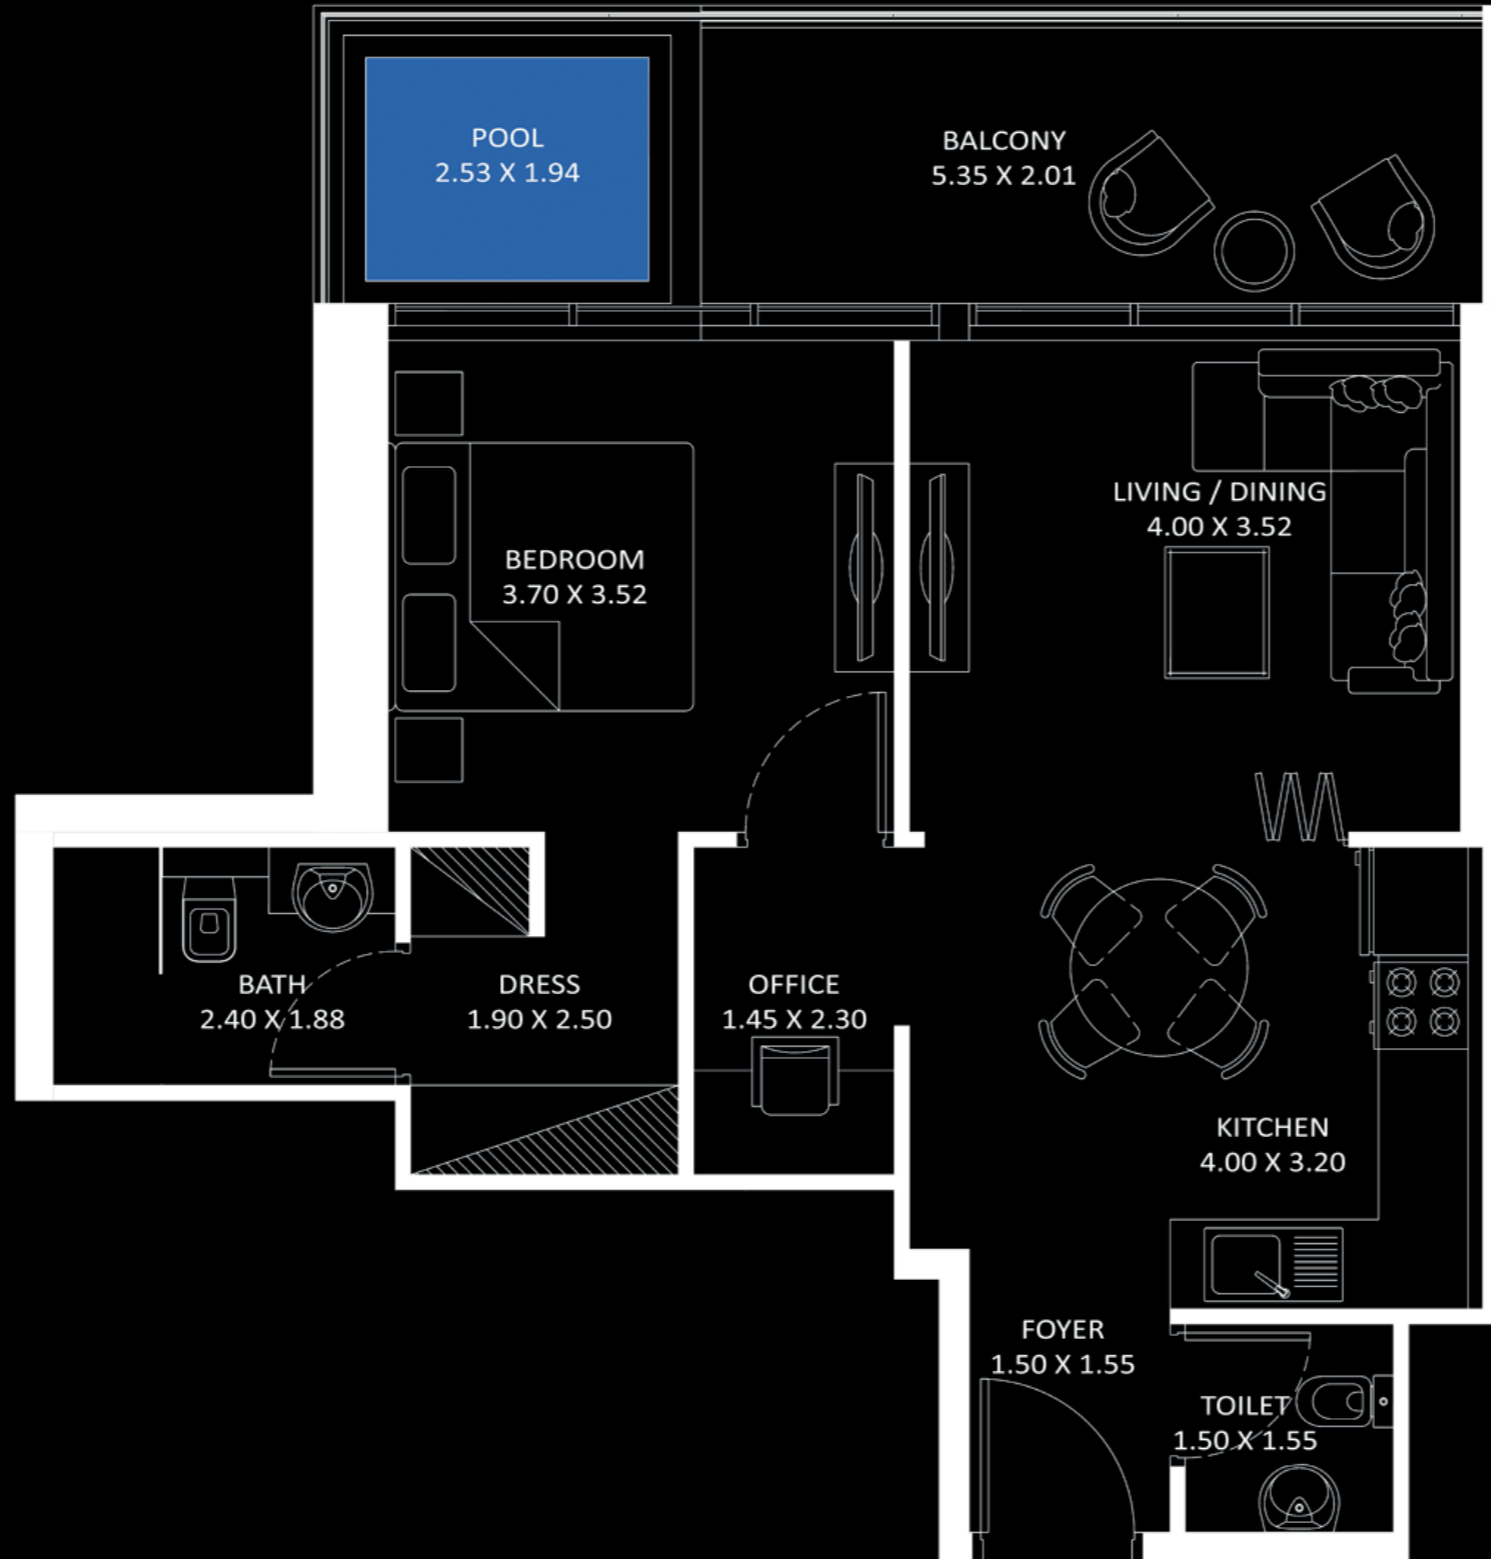 POOL
2.53 X 1.94
BALCONY
5.35 X 2.01
LIVING / DINING
4.00 X 3.52
BEDROOM
3.70 X 3.52
BATH
2.40 X 1.88
DRESS
1.90 X 2.50
OFFICE
1.45 X 2.30
KITCHEN
4.00 X 3.20
FOYER
1.50 X 1.55
TOILET
1.50 X 1.55